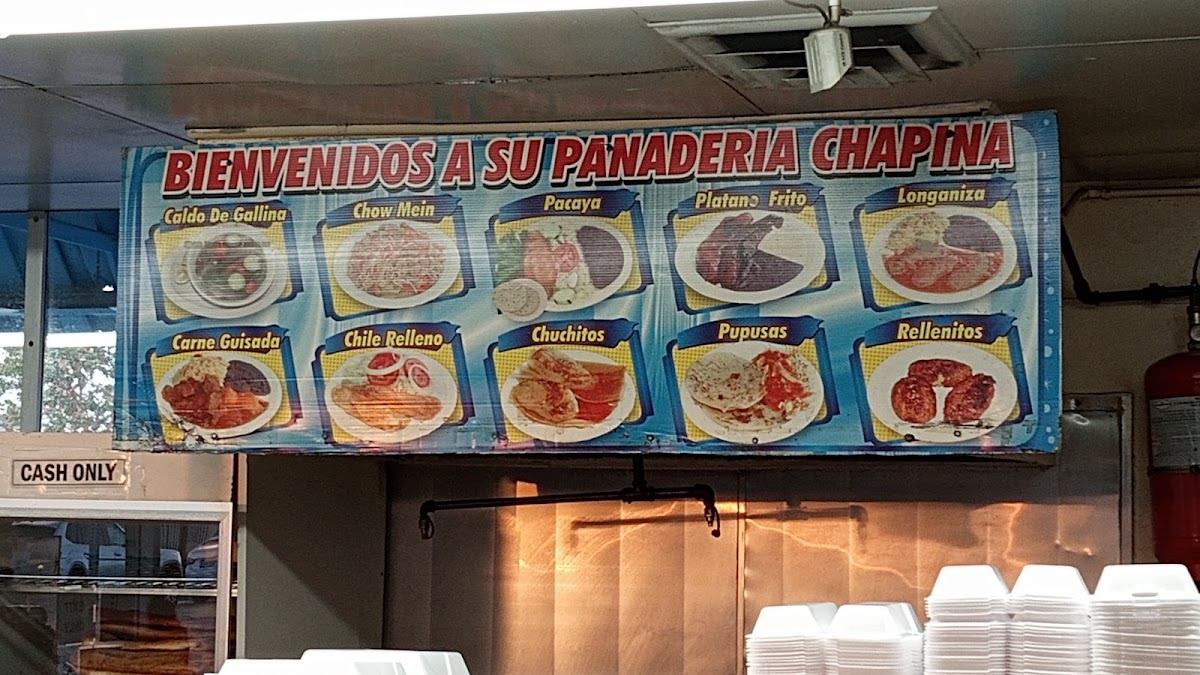 BIENVENIDOS A SU PANADERIA CHAPINA
Caldo De Gallina
Chow Mein
Pacaya
Platano Frito
Longaniza
Carne Guisada
Chile Relleno
Chuchitos
Pupusas
Rellenitos
CASH ONLY